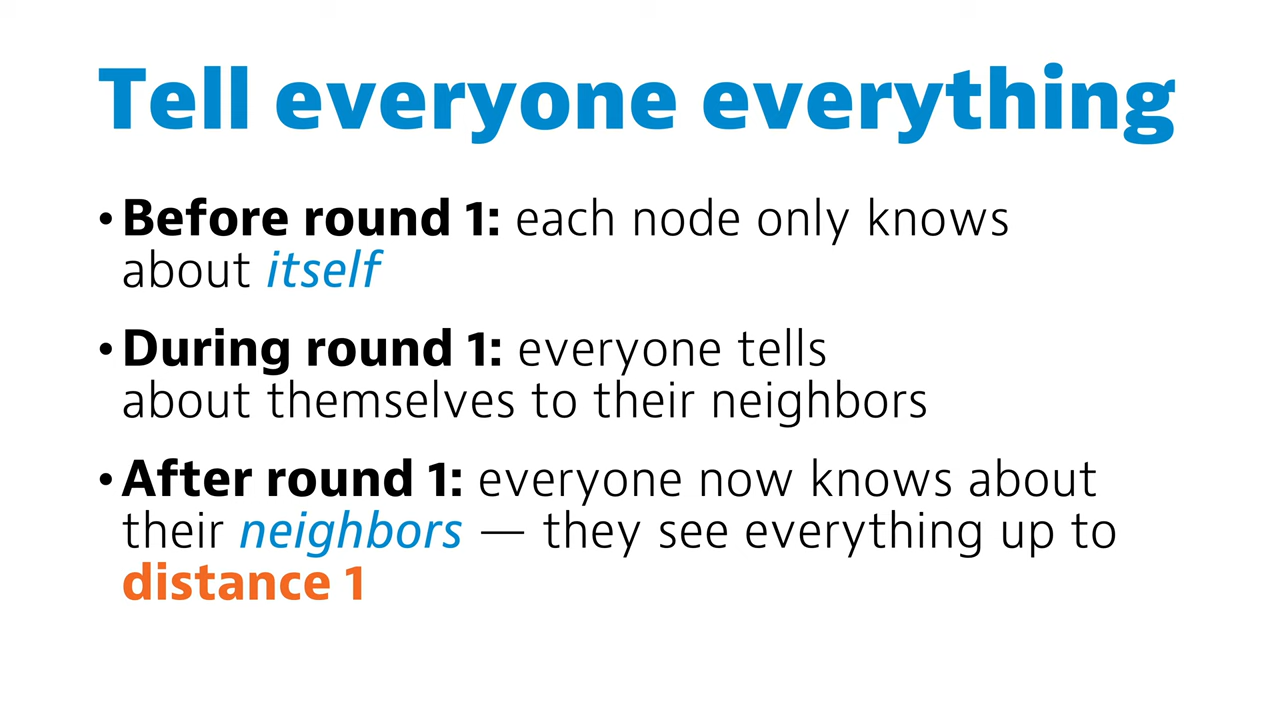 Tell everyone everything
• Before round 1: each node only knows
about itself
• During round 1: everyone tells
about themselves to their neighbors
• After round 1: everyone now knows about
their neighbors — they see everything up to
distance 1